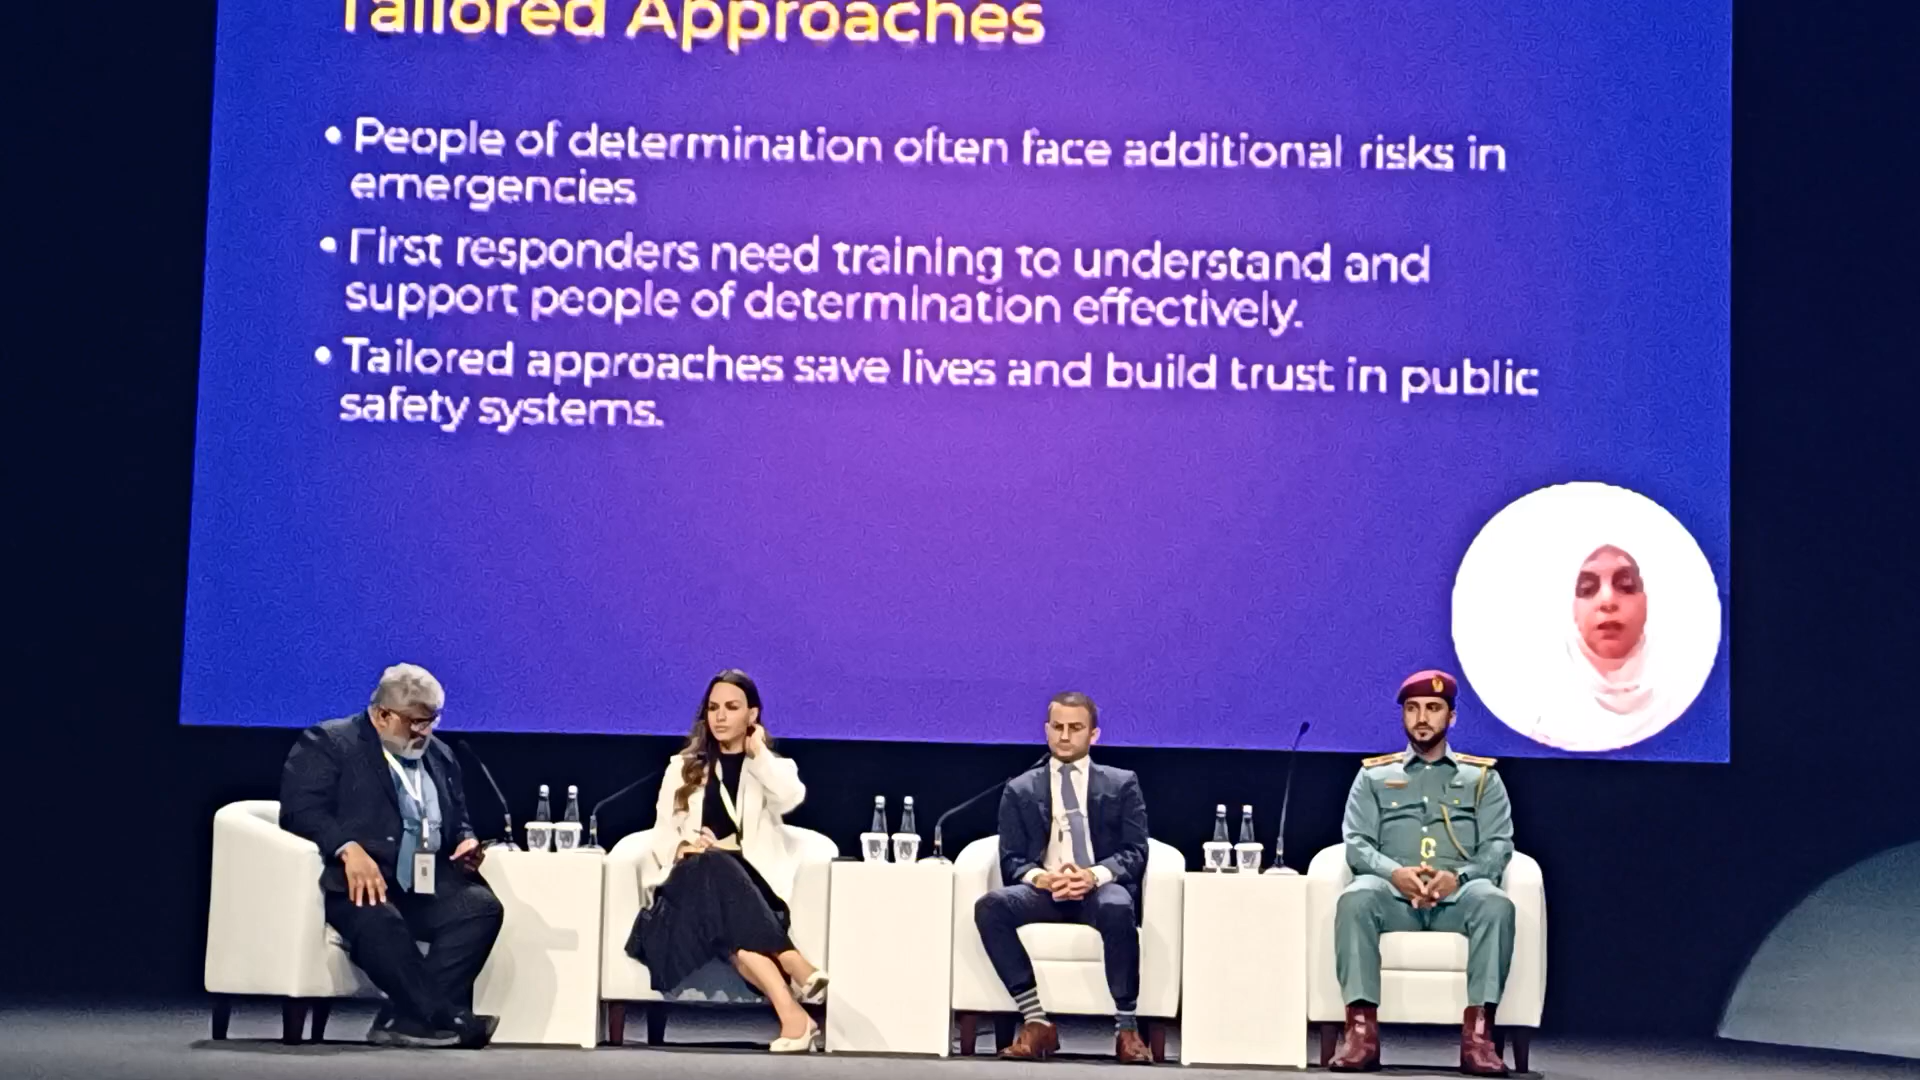 Tailored Approaches
• People of determination often face additional risks in
emergencies
• First responders need training to understand and
support people of determination effectively.
• Tailored approaches save lives and build trust in public
safety systems.